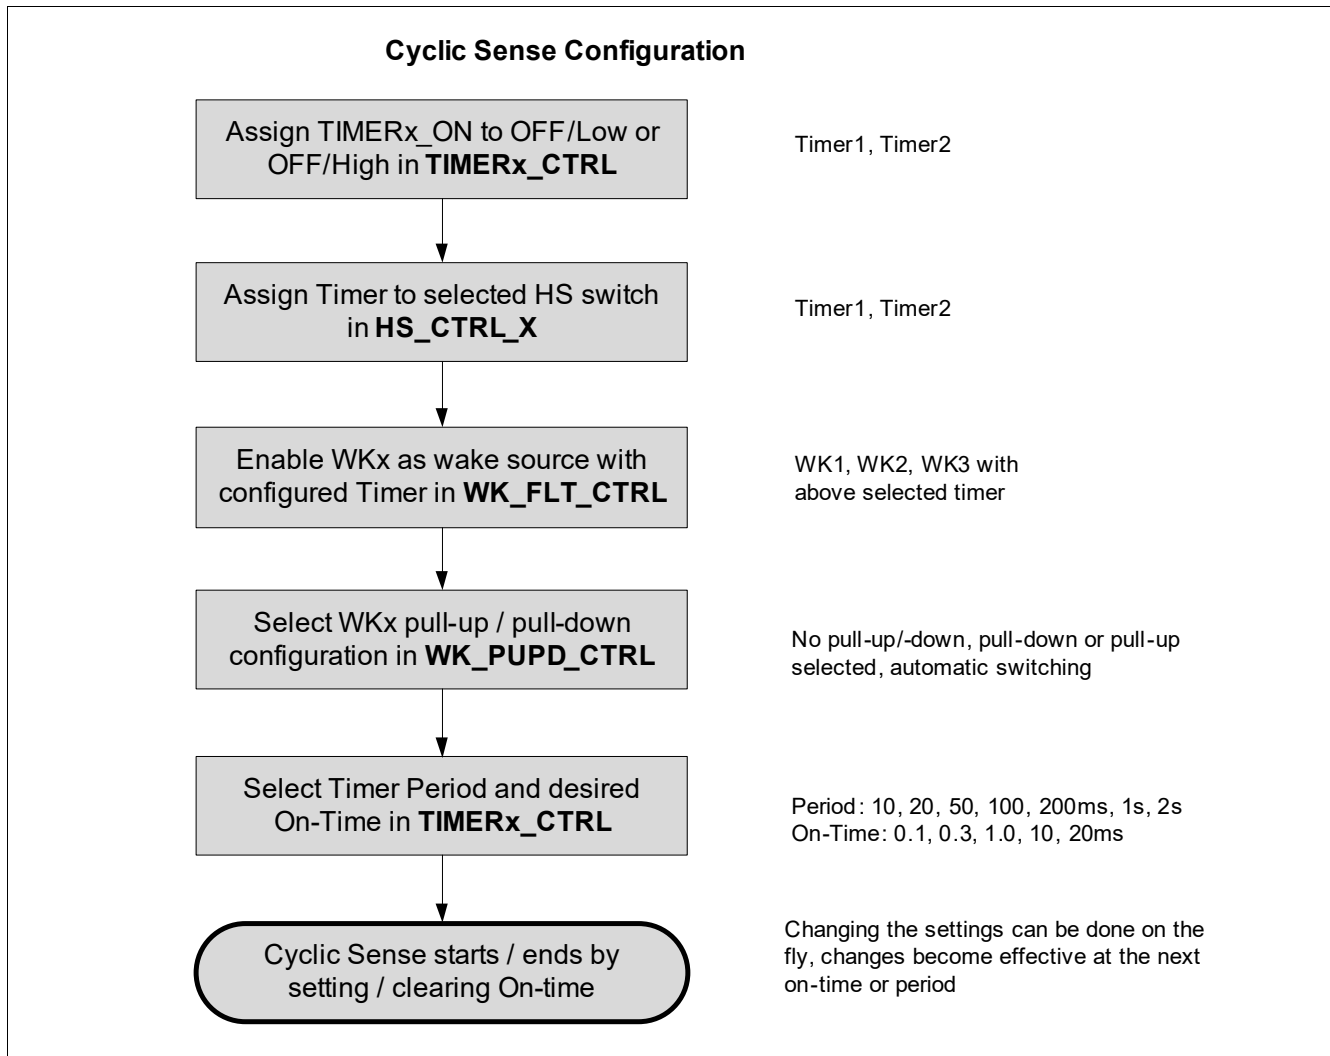 Cyclic Sense Configuration
Assign TIMERx_ON to OFF/Low or
OFF/High in TIMERx_CTRL
Timer1, Timer2
Assign Timer to selected HS switch
in HS_CTRL_X
Timer1, Timer2
Enable WKx as wake source with
configured Timer in WK_FLT_CTRL
WK1, WK2, WK3 with
above selected timer
Select WKx pull-up / pull-down
configuration in WK_PUPD_CTRL
No pull-up/-down, pull-down or pull-up
selected, automatic switching
Select Timer Period and desired
On-Time in TIMERx_CTRL
Period: 10, 20, 50, 100, 200ms, 1s, 2s
On-Time: 0.1, 0.3, 1.0, 10, 20ms
Cyclic Sense starts / ends by
setting / clearing On-time
Changing the settings can be done on the
fly, changes become effective at the next
on-time or period